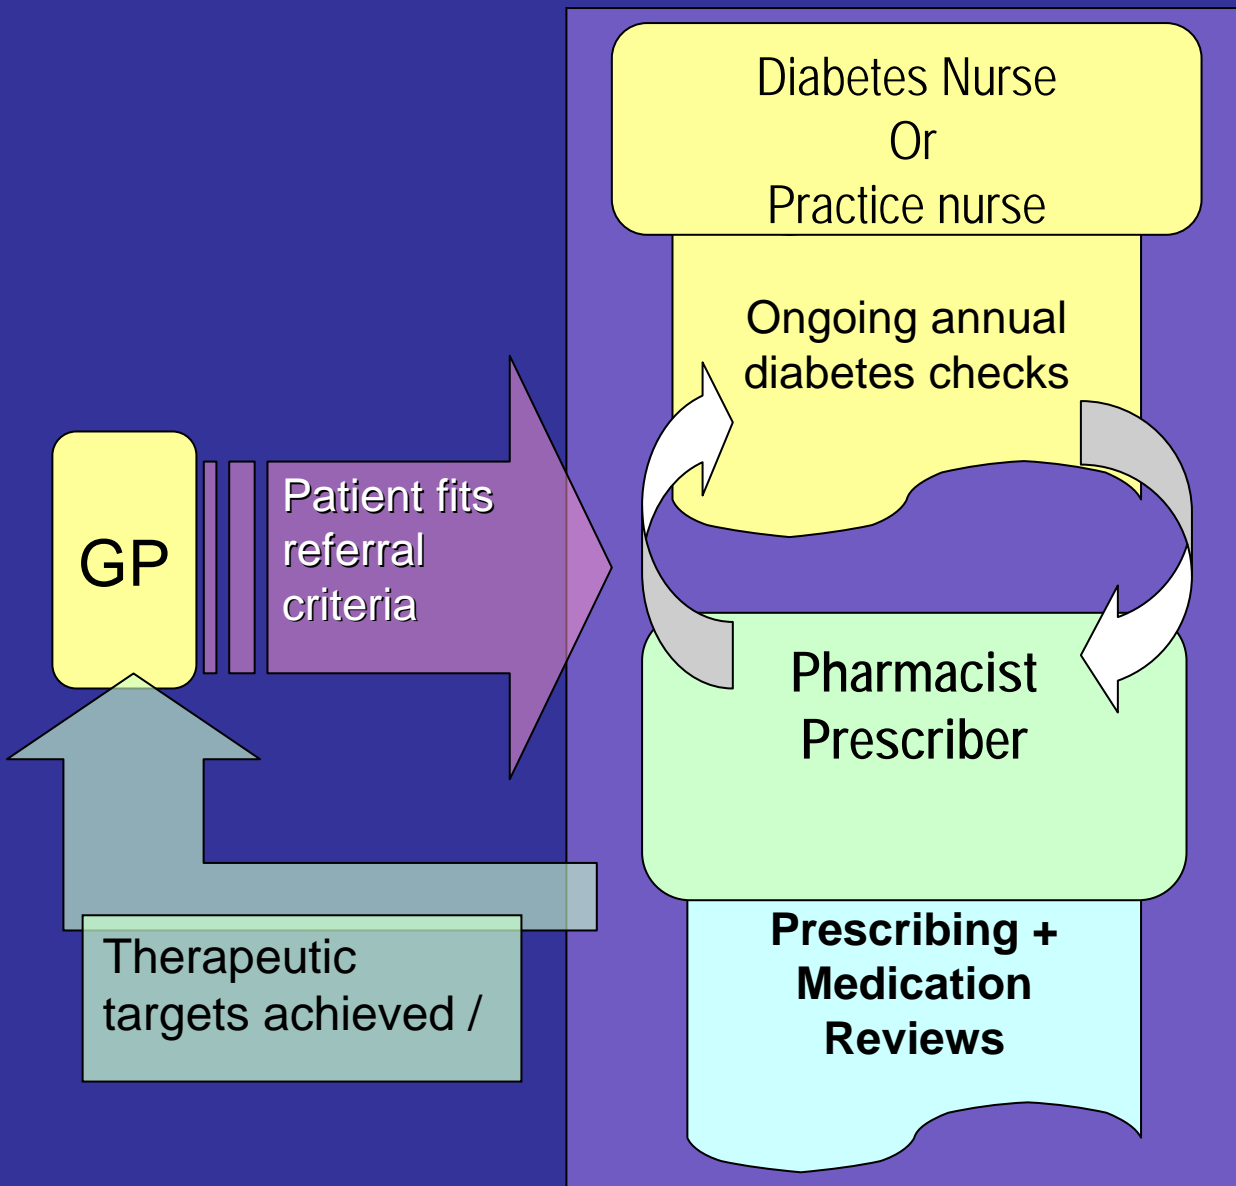 Diabetes Nurse
Or
Practice nurse
Ongoing annual
diabetes checks
GP
Patient fits
referral
criteria
Pharmacist
Prescriber
Prescribing +
Medication
Reviews
Therapeutic
targets achieved /